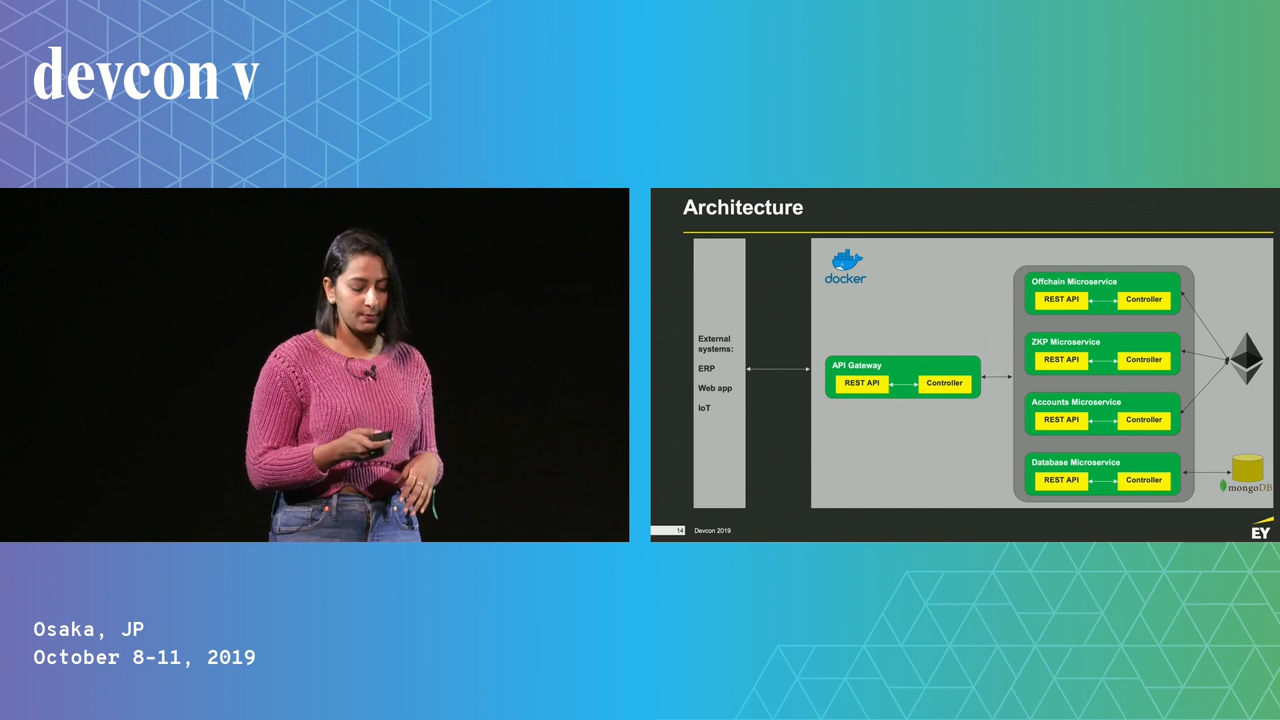 devcon v
Architecture
docker
External
systems:
ERP
Web app
IoT
API Gateway
REST API
Controller
Offchain Microservice
REST API
Controller
ZKP Microservice
REST API
Controller
Accounts Microservice
REST API
Controller
Database Microservice
REST API
Controller
mongoDB
14
Devcon 2019
EY
Osaka, JP
October 8-11, 2019